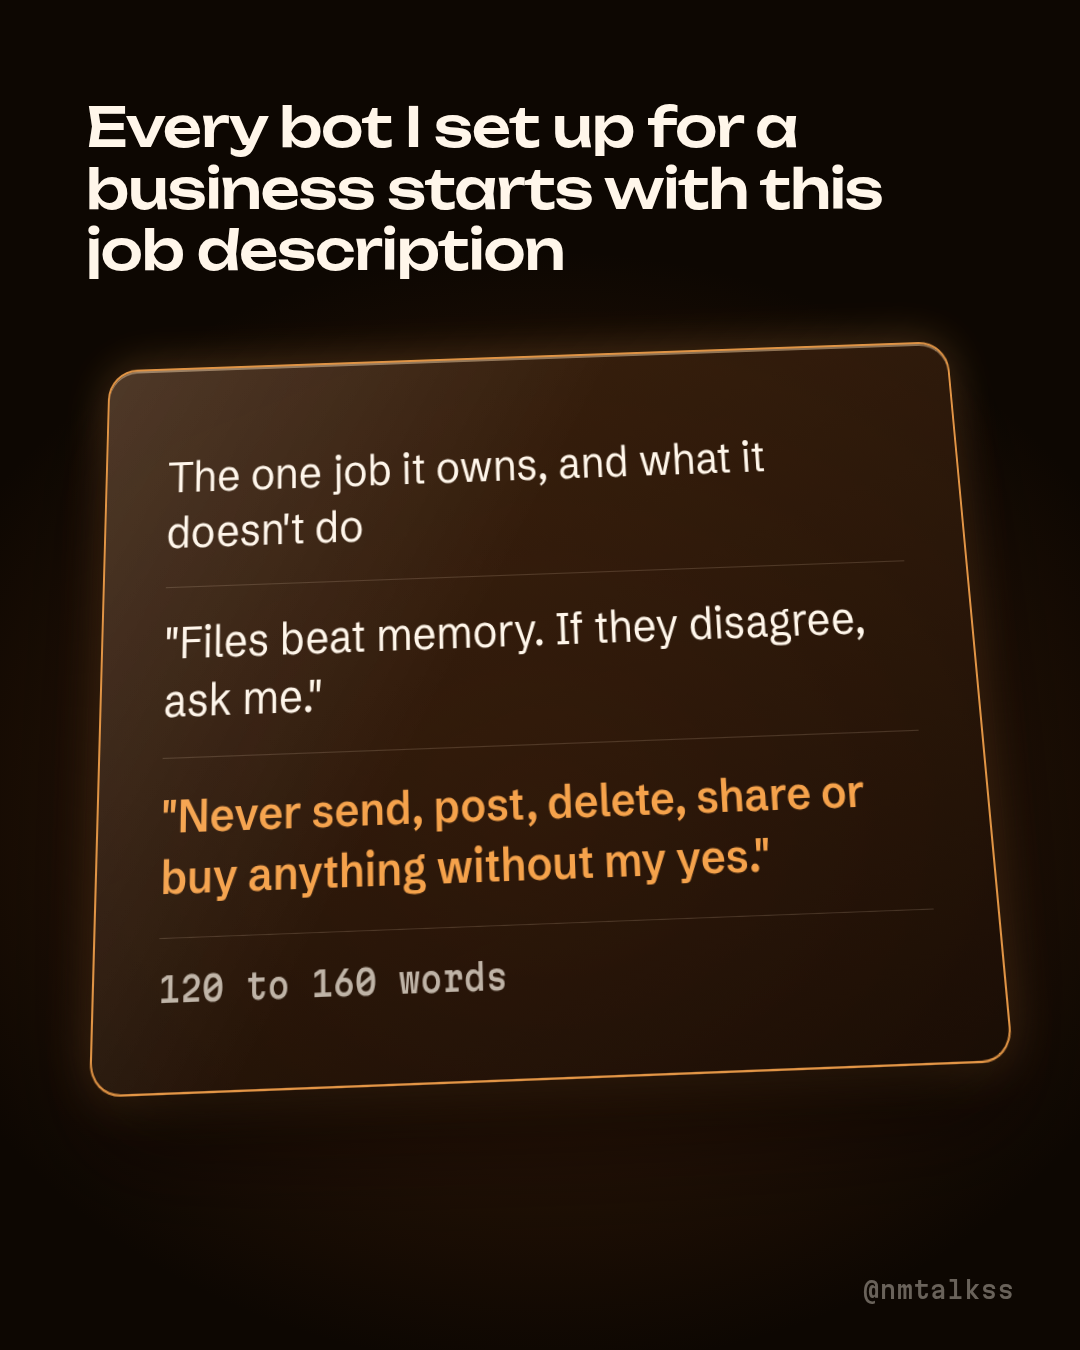 Every bot I set up for a
business starts with this
job description
The one job it owns, and what it
doesn't do
"Files beat memory. If they disagree,
ask me."
"Never send, post, delete, share or
buy anything without my yes."
120 to 160 words
@nmtalkss